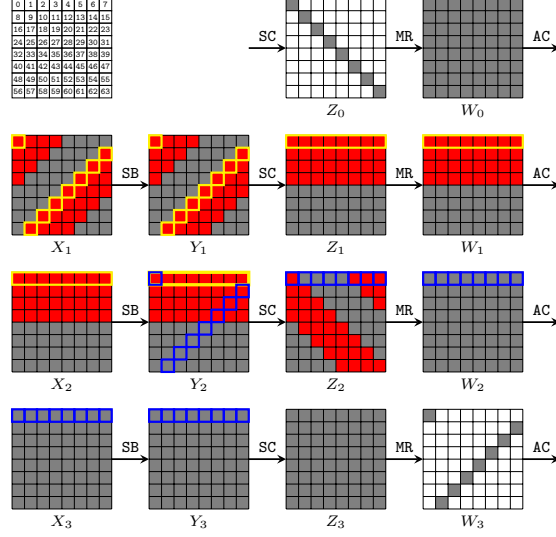 0 1 2 3 4 5 6 7
8 9 10 11 12 13 14 15
16 17 18 19 20 21 22 23
24 25 26 27 28 29 30 31
32 33 34 35 36 37 38 39
40 41 42 43 44 45 46 47
48 49 50 51 52 53 54 55
56 57 58 59 60 61 62 63
SC MR AC
Z₀ W₀
SB SC MR AC
X₁ Y₁ Z₁ W₁
SB SC MR AC
X₂ Y₂ Z₂ W₂
SB SC MR AC
X₃ Y₃ Z₃ W₃